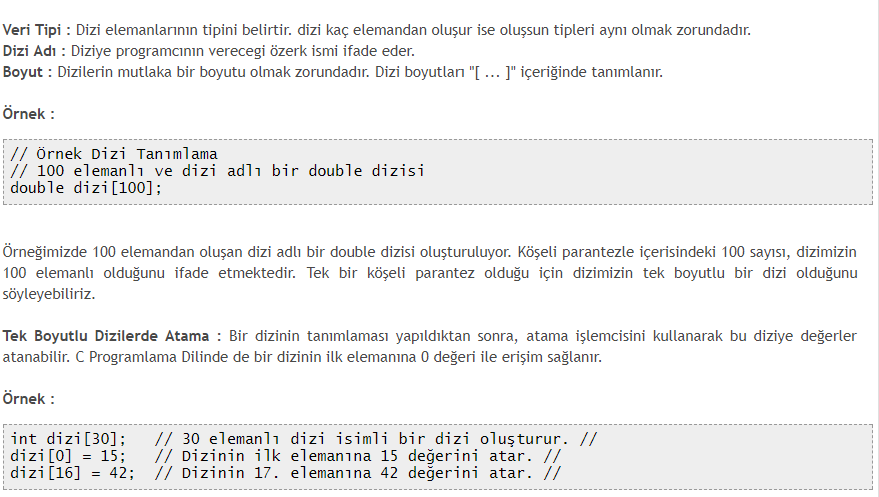 Veri Tipi : Dizi elemanlarının tipini belirtir. dizi kaç elemandan oluşur ise oluşsun tipleri aynı olmak zorundadır.
Dizi Adı : Diziye programcının verecegi özerk ismi ifade eder.
Boyut : Dizilerin mutlaka bir boyutu olmak zorundadır. Dizi boyutları "[ ... ]" içeriğinde tanımlanır.
Örnek :
// Örnek Dizi Tanımlama
// 100 elemanlı ve dizi adlı bir double dizisi
double dizi[100];
Örneğimizde 100 elemandan oluşan dizi adlı bir double dizisi oluşturuluyor. Köşeli parantezle içerisindeki 100 sayısı, dizimizin
100 elemanlı olduğunu ifade etmektedir. Tek bir köşeli parantez olduğu için dizimizin tek boyutlu bir dizi olduğunu
söyleyebiliriz.
Tek Boyutlu Dizilerde Atama : Bir dizinin tanımlaması yapıldıktan sonra, atama işlemcisini kullanarak bu diziye değerler
atanabilir. C Programlama Dilinde de bir dizinin ilk elemanına 0 değeri ile erişim sağlanır.
Örnek :
int dizi[30];   // 30 elemanlı dizi isimli bir dizi oluşturur. //
dizi[0] = 15;   // Dizinin ilk elemanına 15 değerini atar. //
dizi[16] = 42;  // Dizinin 17. elemanına 42 değerini atar. //